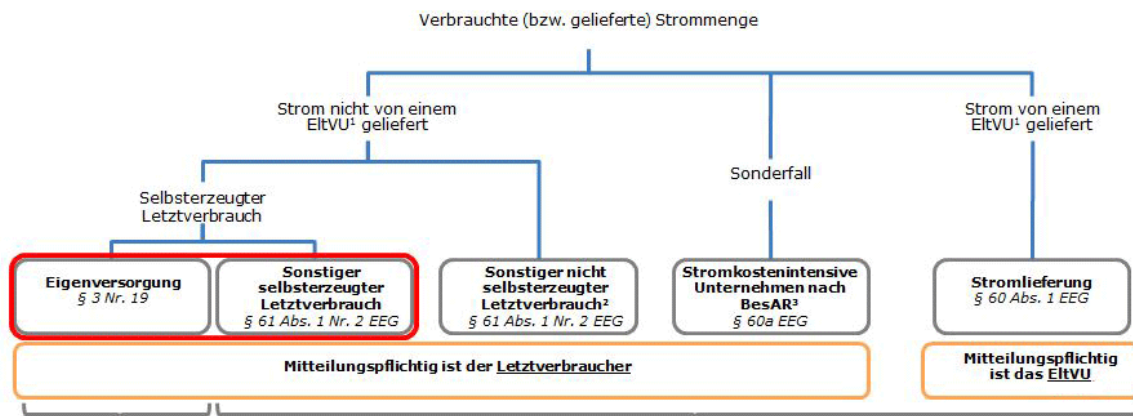 Verbrauchte (bzw. gelieferte) Strommenge
Strom nicht von einem
EltVU¹ geliefert
Strom von einem
EltVU¹ geliefert
Sonderfall
Selbsterzeugter
Letztverbrauch
Eigenversorgung
§ 3 Nr. 19
Sonstiger
selbsterzeugter
Letztverbrauch
§ 61 Abs. 1 Nr. 2 EEG
Sonstiger nicht
selbsterzeugter
Letztverbrauch²
§ 61 Abs. 1 Nr. 2 EEG
Stromkostenintensive
Unternehmen nach
BesAR³
§ 60a EEG
Stromlieferung
§ 60 Abs. 1 EEG
Mitteilungspflichtig ist der Letztverbraucher
Mitteilungspflichtig
ist das EltVU